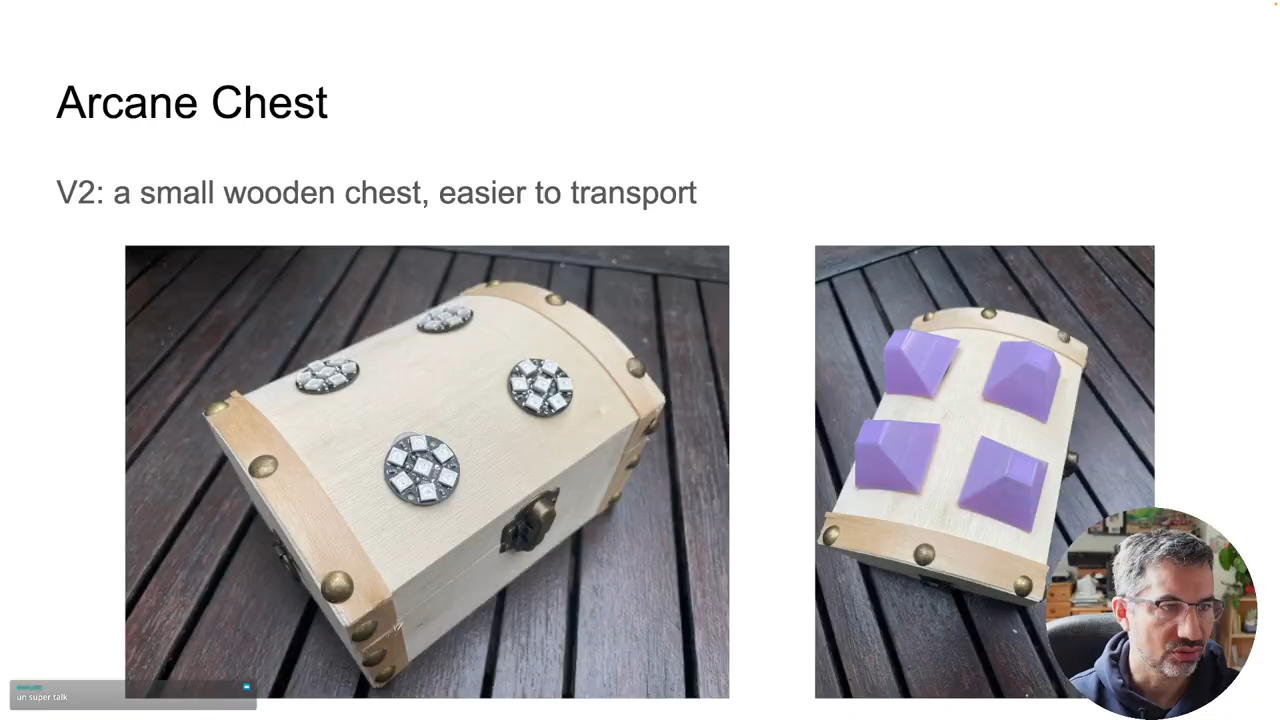 Arcane Chest
V2: a small wooden chest, easier to transport
un super talk